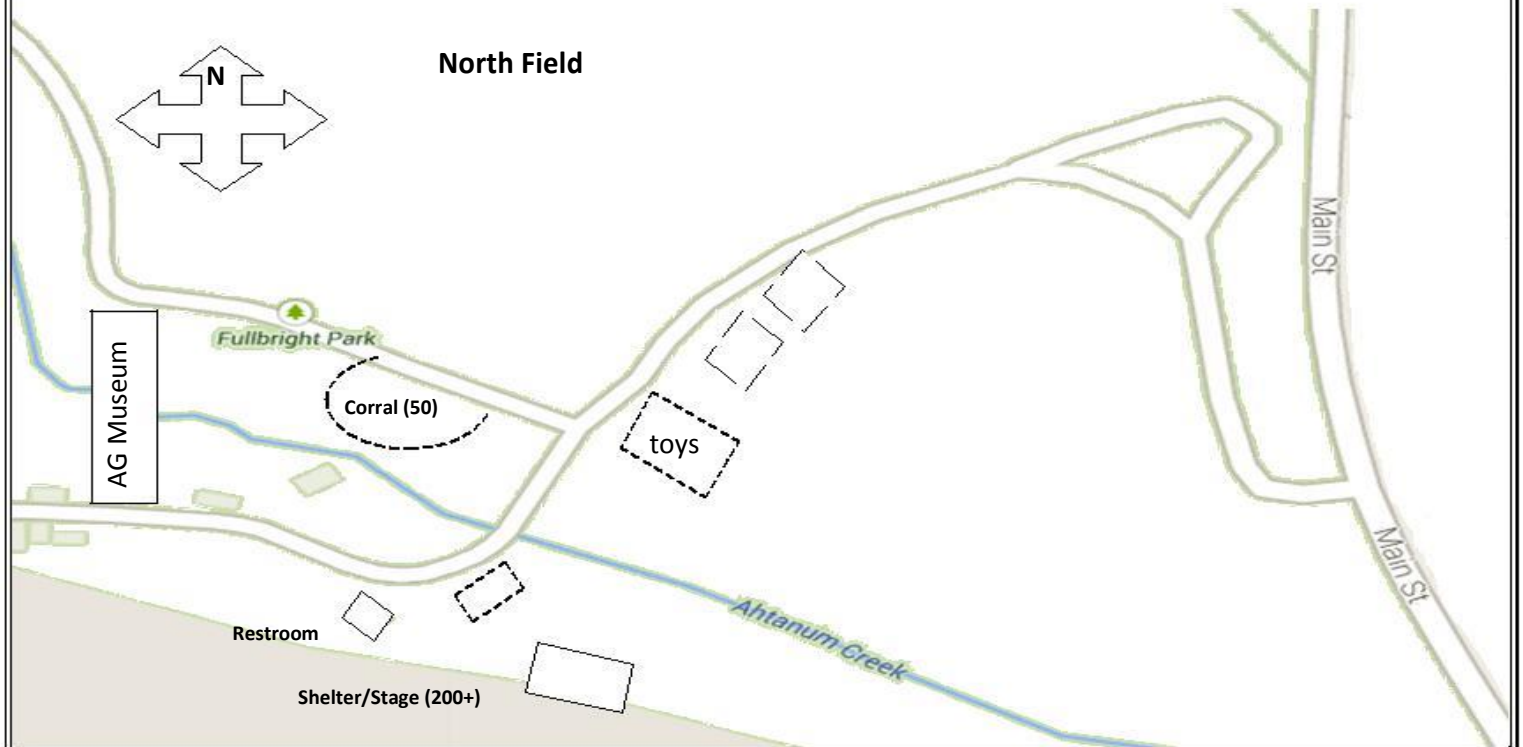 North Field
N
Main St
Fullbright Park
AG Museum
Corral (50)
toys
Main St
Ahtanum Creek
Restroom
Shelter/Stage (200+)